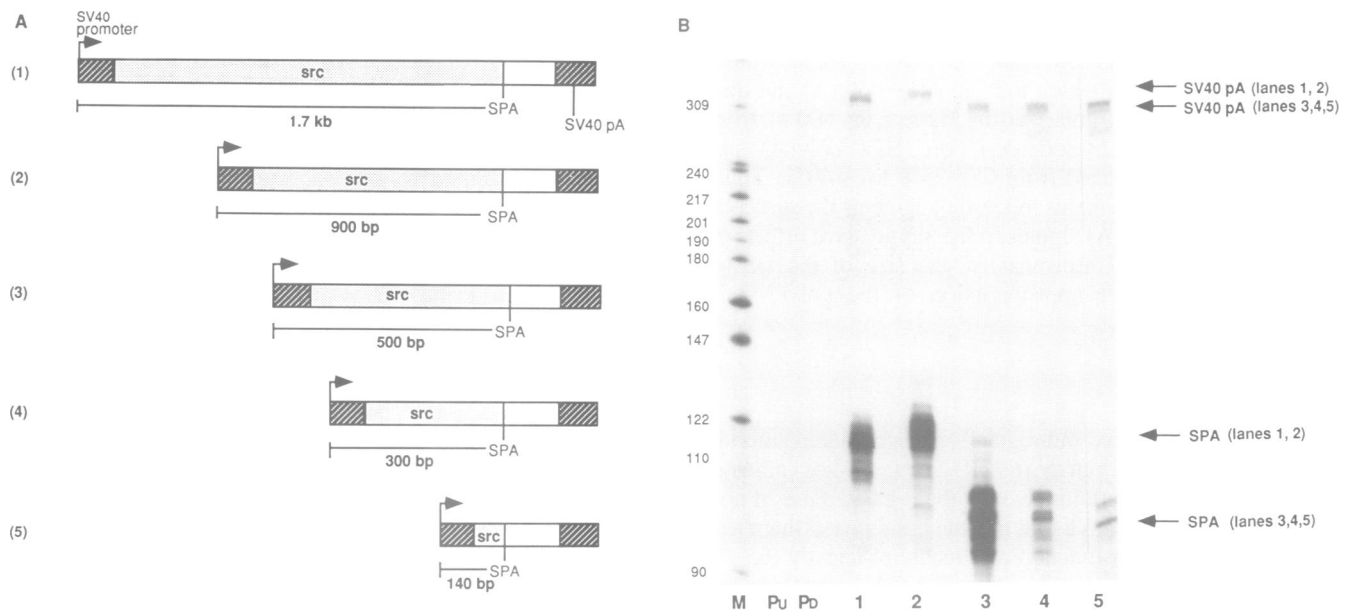 A
SV40
promoter
(1)
src
SPA
1.7 kb
SV40 pA
(2)
src
SPA
900 bp
(3)
src
SPA
500 bp
(4)
src
SPA
300 bp
(5)
src
SPA
140 bp
B
309
240
217
201
190
180
160
147
122
110
90
SV40 pA (lanes 1, 2)
SV40 pA (lanes 3,4,5)
SPA (lanes 1, 2)
SPA (lanes 3,4,5)
M PU PD 1 2 3 4 5